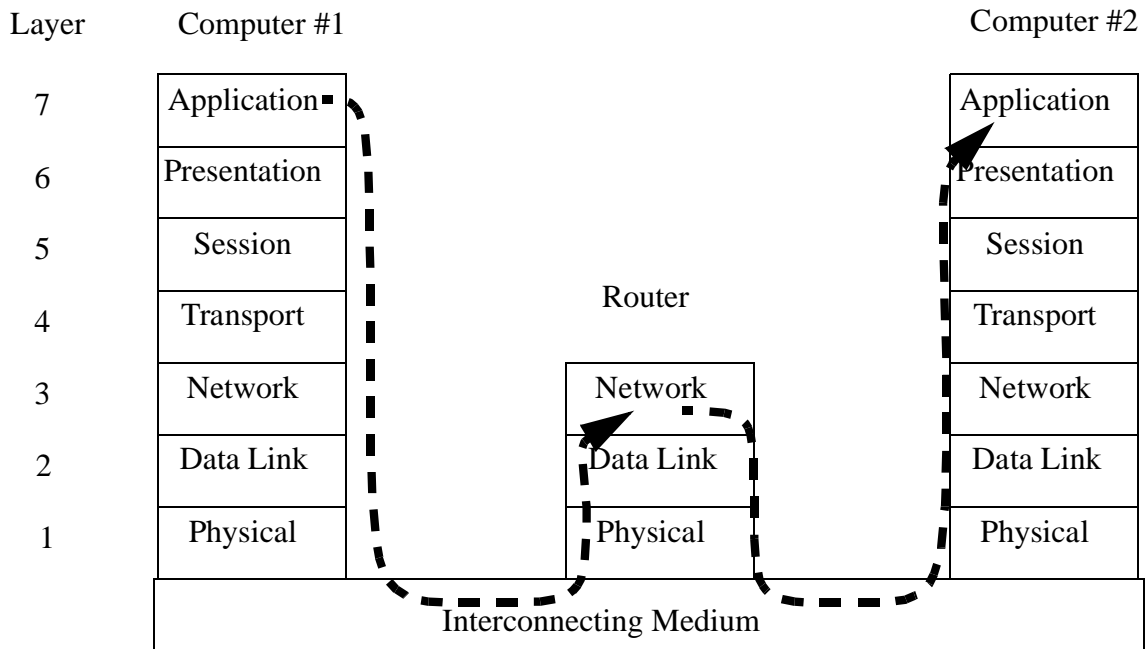 Layer Computer #1 Computer #2
7 Application Application
6 Presentation Presentation
5 Session Session
Router
4 Transport Transport
3 Network Network Network
2 Data Link Data Link Data Link
1 Physical Physical Physical
Interconnecting Medium